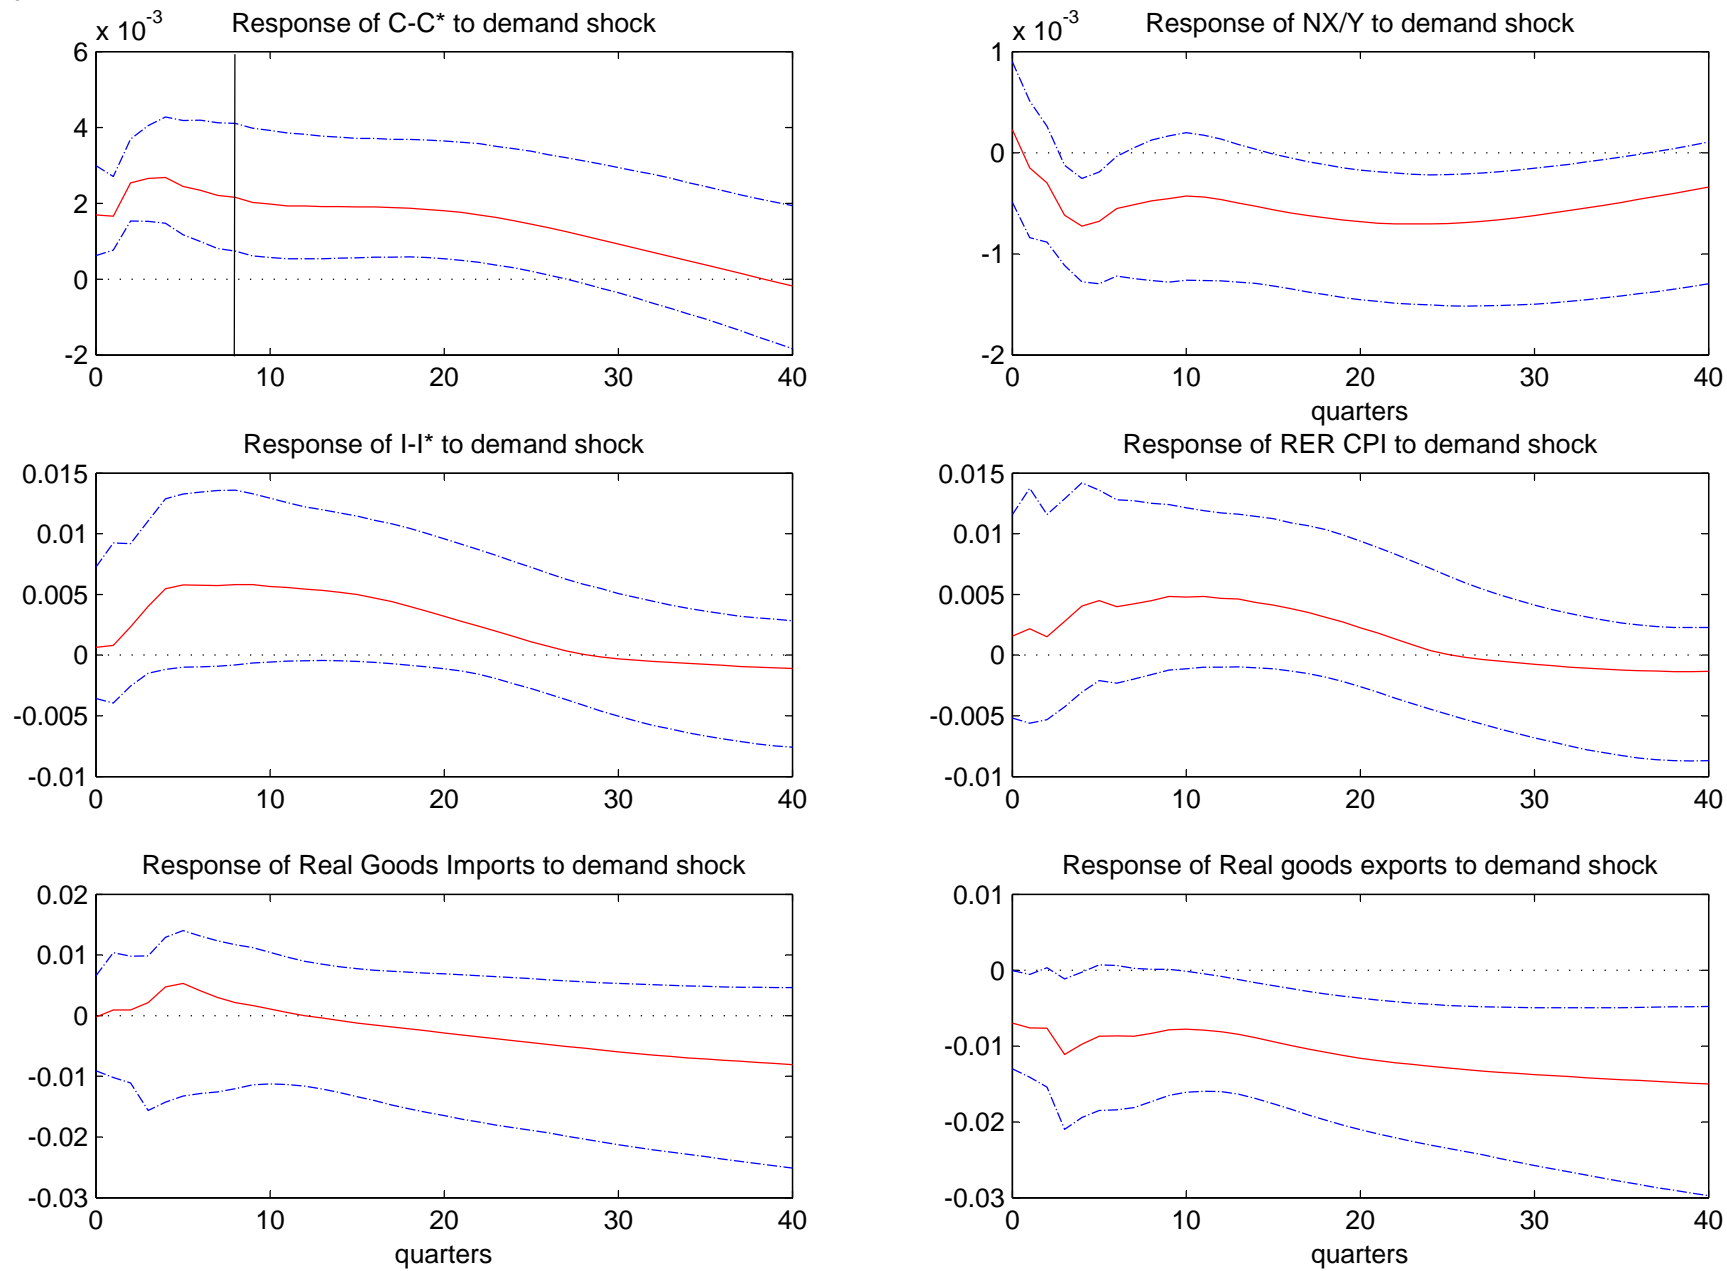 Response of C-C* to demand shock
x 10^-3
6
4
2
0
-2
0 10 20 30 40
Response of NX/Y to demand shock
x 10^-3
1
0
-1
-2
0 10 20 30 40
quarters
Response of I-I* to demand shock
0.015
0.01
0.005
0
-0.005
-0.01
0 10 20 30 40
Response of RER CPI to demand shock
0.015
0.01
0.005
0
-0.005
-0.01
0 10 20 30 40
Response of Real Goods Imports to demand shock
0.02
0.01
0
-0.01
-0.02
-0.03
0 10 20 30 40
quarters
Response of Real goods exports to demand shock
0.01
0
-0.01
-0.02
-0.03
0 10 20 30 40
quarters